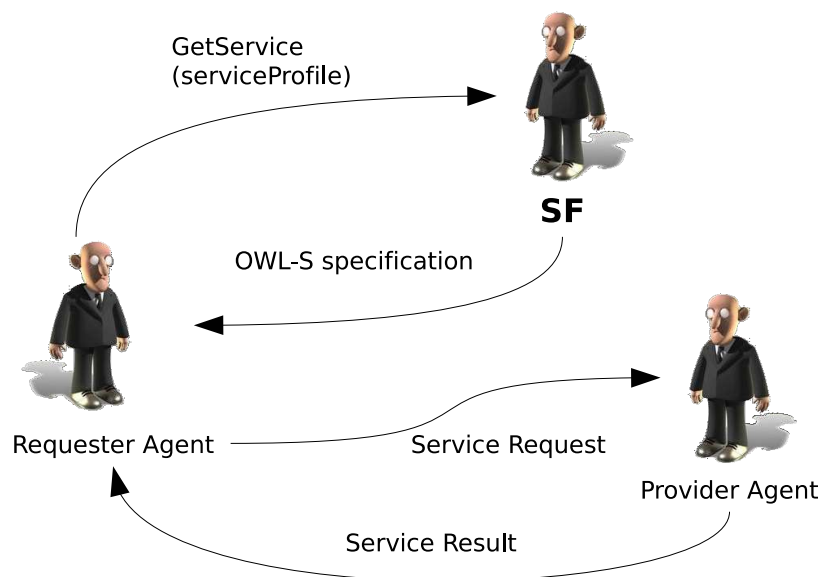 GetService
(serviceProfile)
SF
OWL-S specification
Requester Agent
Service Request
Provider Agent
Service Result